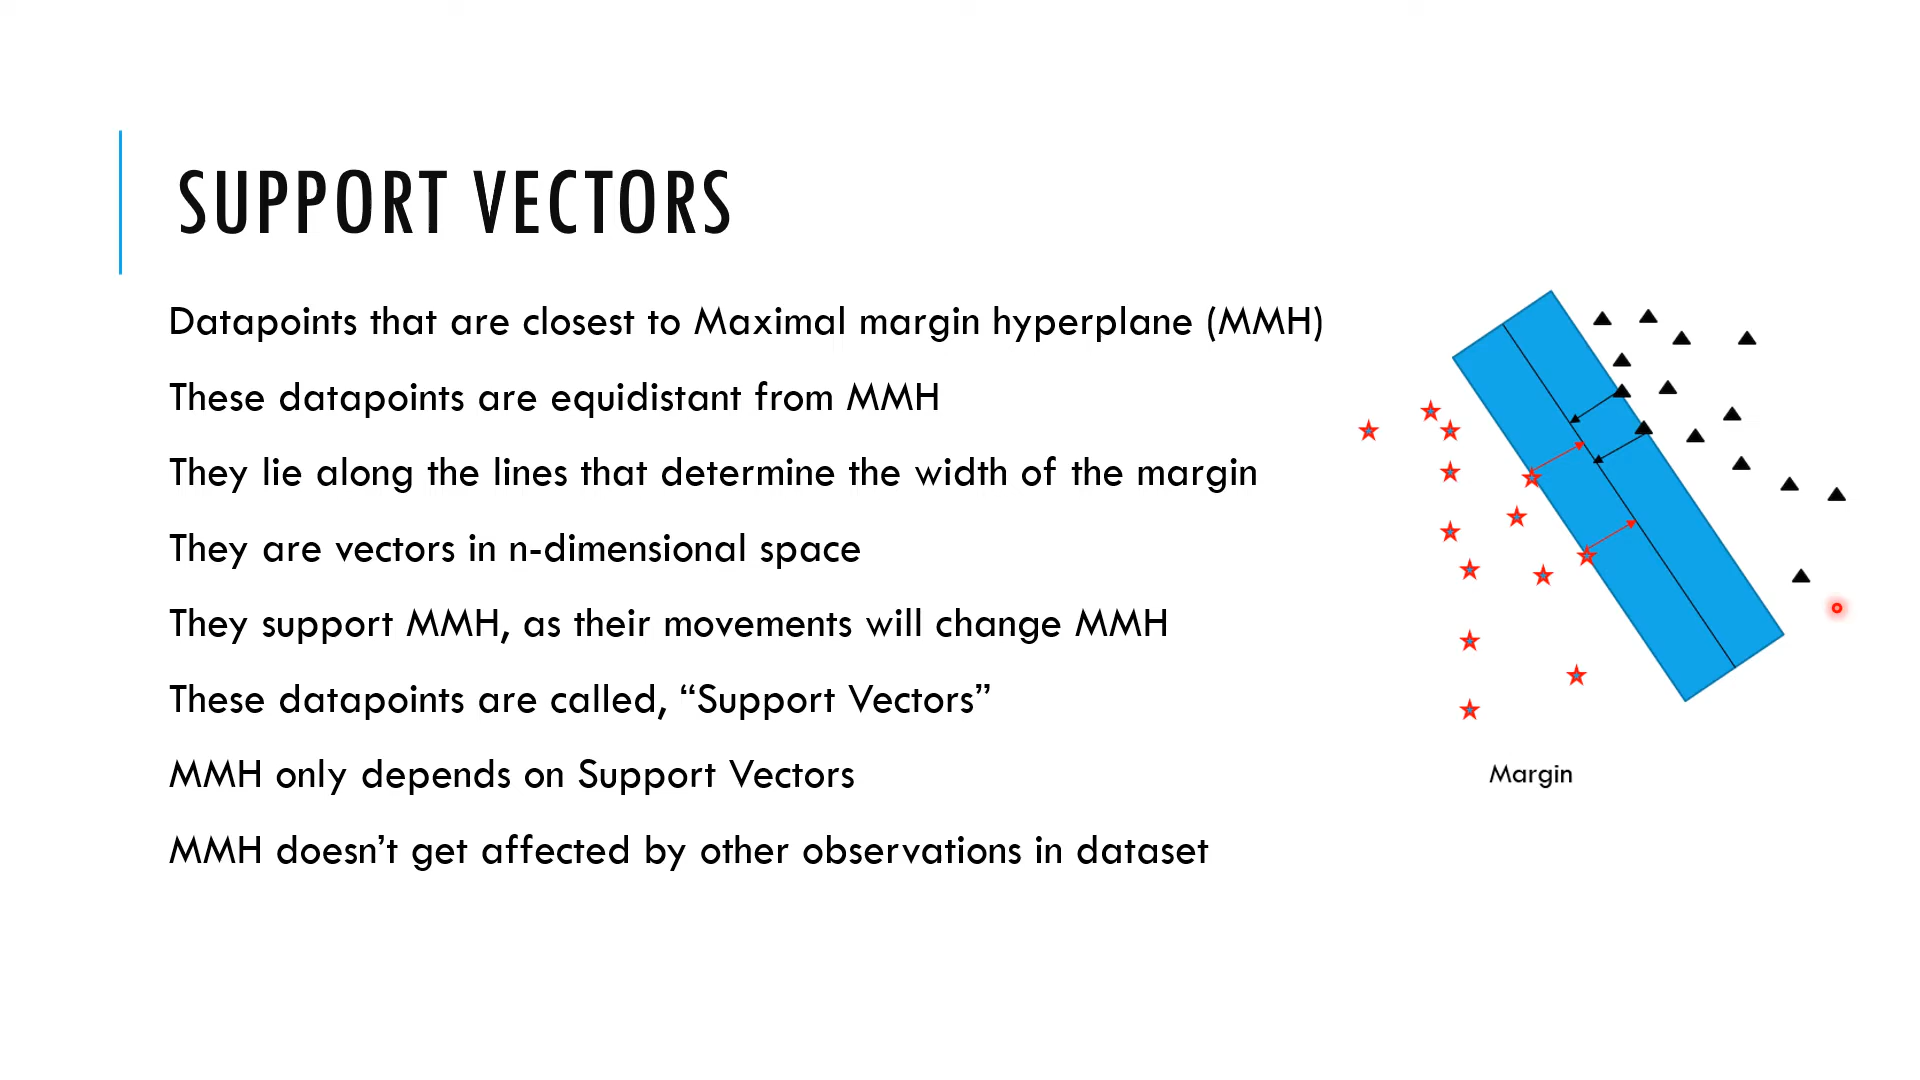 SUPPORT VECTORS
Datapoints that are closest to Maximal margin hyperplane (MMH)
These datapoints are equidistant from MMH
They lie along the lines that determine the width of the margin
They are vectors in n-dimensional space
They support MMH, as their movements will change MMH
These datapoints are called, “Support Vectors”
MMH only depends on Support Vectors
MMH doesn’t get affected by other observations in dataset
Margin